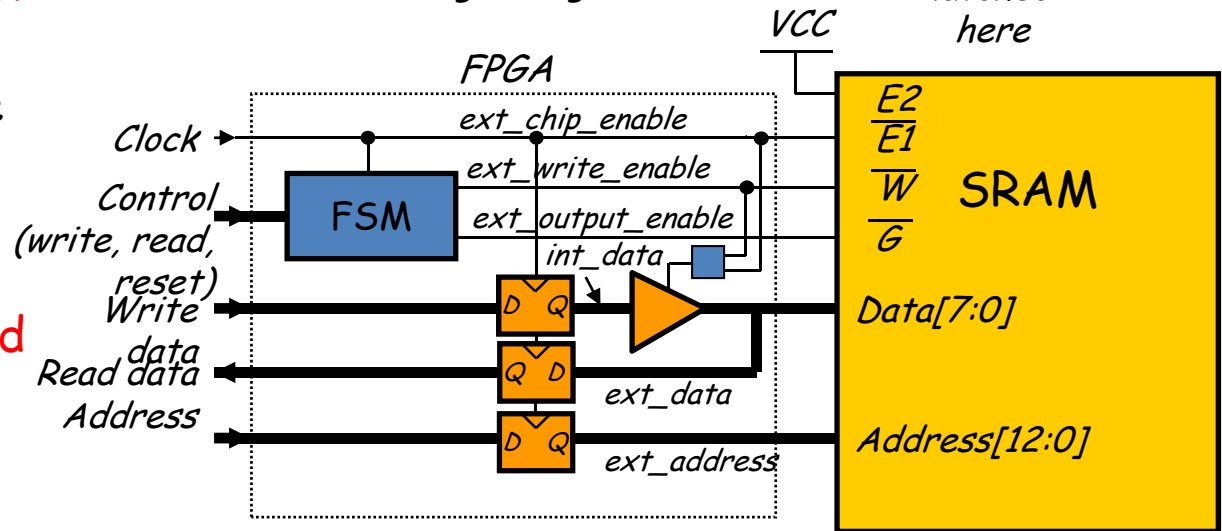 VCC
here
FPGA
Clock
ext_chip_enable
E2
E1
Control
(write, read,
reset)
FSM
ext_write_enable
W
SRAM
ext_output_enable
G
int_data
Write
data
D Q
Data[7:0]
Read data
Q D
ext_data
Address
D Q
ext_address
Address[12:0]
d